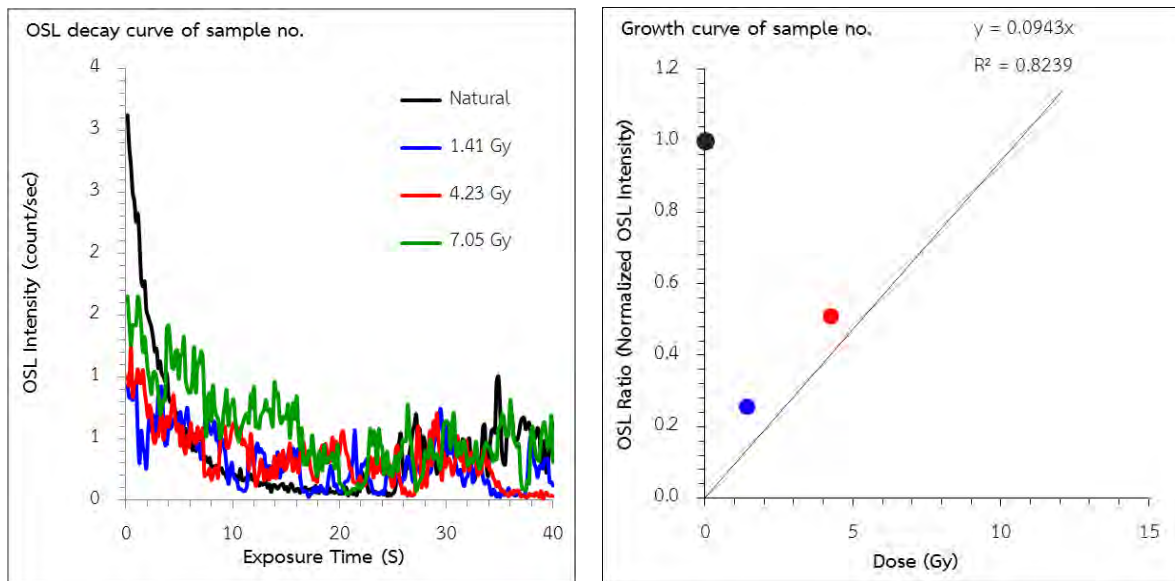 OSL decay curve of sample no.
4
3
3
2
2
1
1
0
OSL Intensity (count/sec)
Natural
1.41 Gy
4.23 Gy
7.05 Gy
0
10
20
30
40
Exposure Time (S)
Growth curve of sample no.
y = 0.0943x
R² = 0.8239
1.2
1.0
0.8
0.6
0.4
0.2
0.0
OSL Ratio (Normalized OSL Intensity)
0
5
10
15
Dose (Gy)